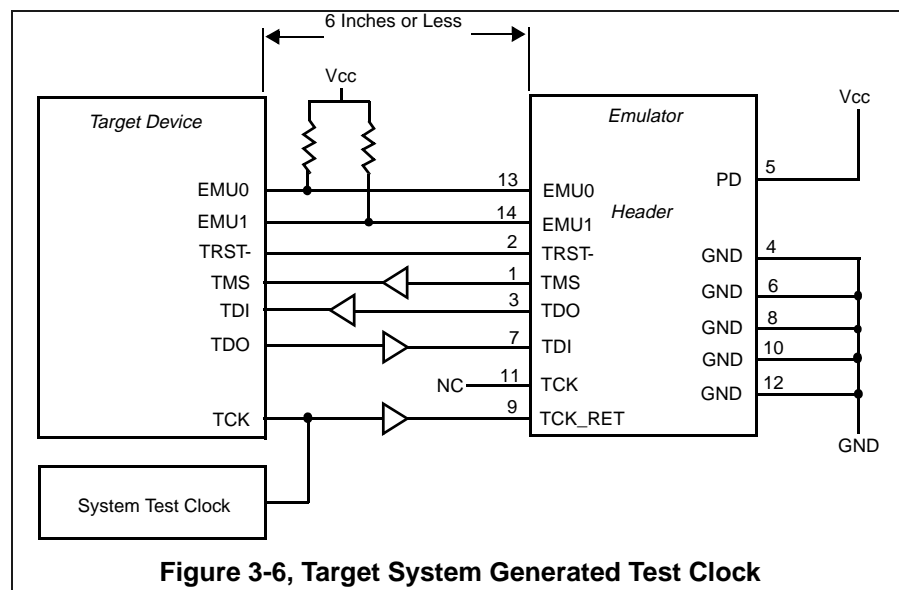 6 Inches or Less
Vcc
Vcc
Target Device
Emulator
Header
EMU0
13
EMU0
EMU1
14
EMU1
TRST-
2
TRST-
TMS
1
TMS
TDI
3
TDO
TDO
7
TDI
NC
11
TCK
TCK
9
TCK_RET
PD
5
GND
4
GND
6
GND
8
GND
10
GND
12
GND
System Test Clock
Figure 3-6, Target System Generated Test Clock